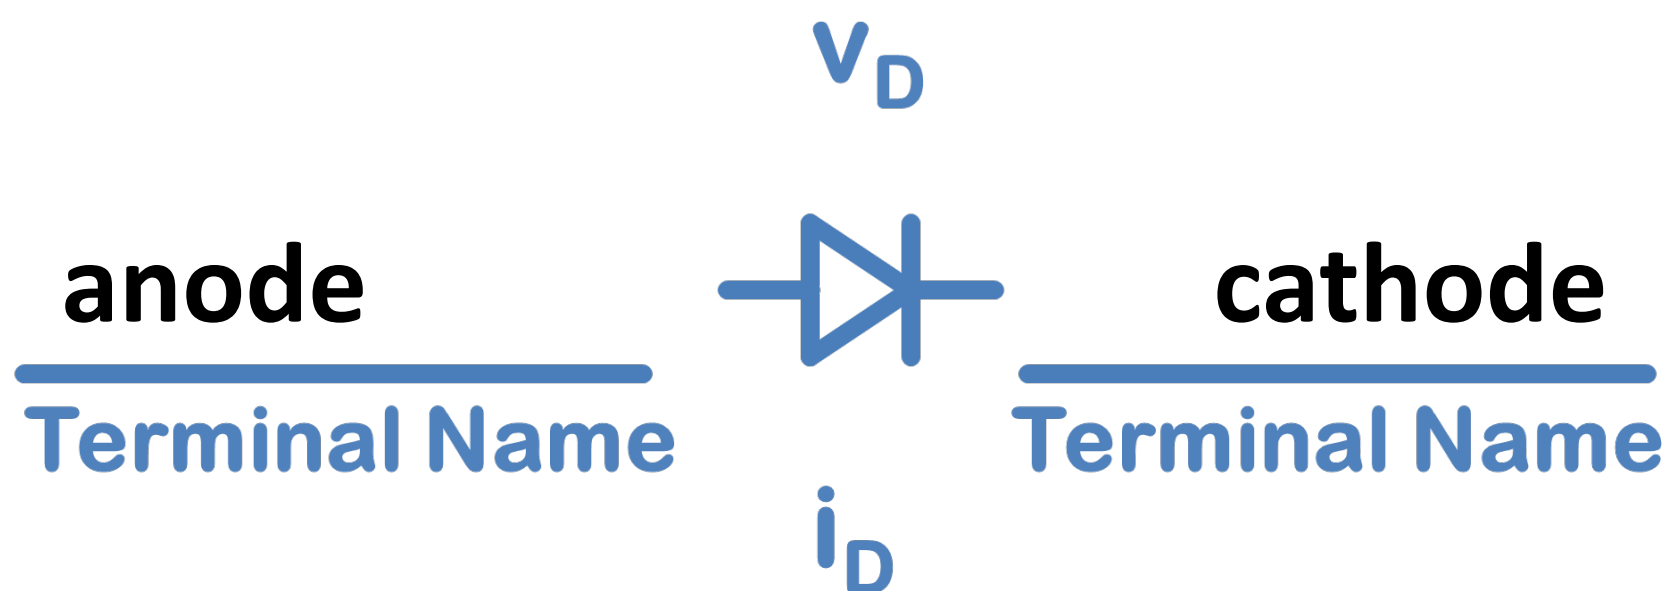 vD
anode
cathode
Terminal Name
Terminal Name
iD